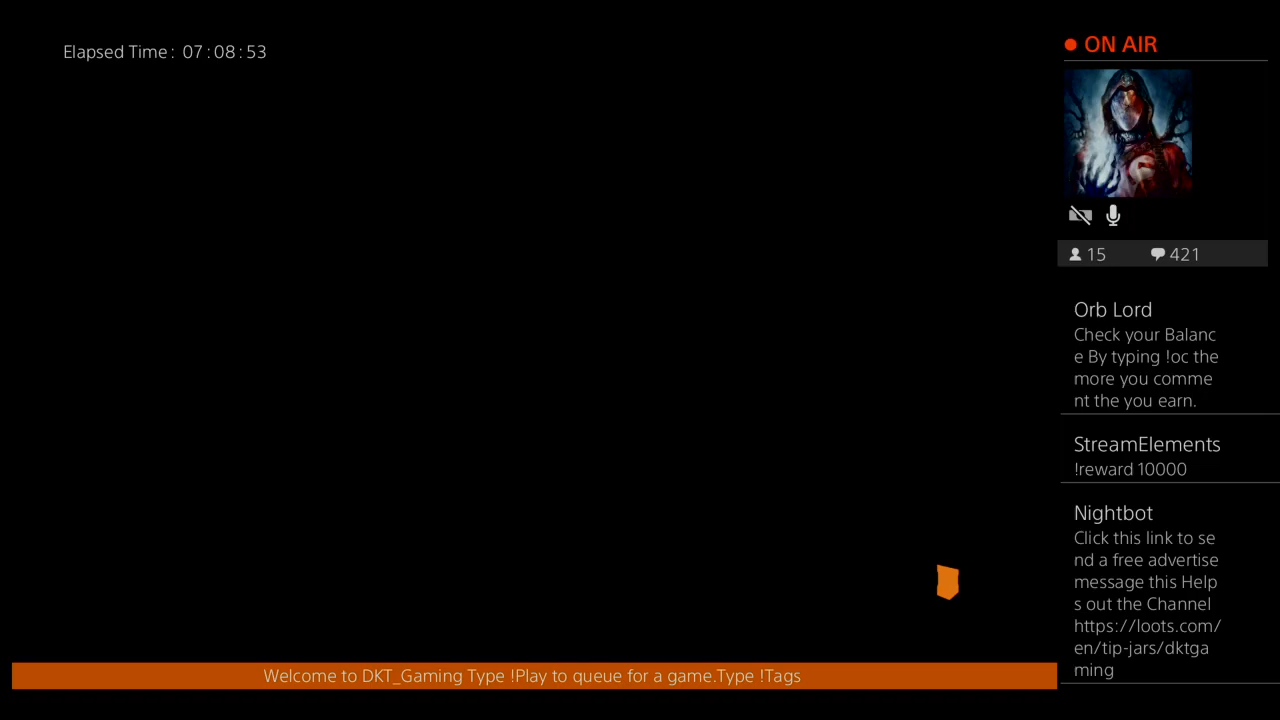 Elapsed Time: 07:08:53
ON AIR
15 421
Orb Lord
Check your Balanc
e By typing !oc the
more you comme
nt the you earn.
StreamElements
!reward 10000
Nightbot
Click this link to se
nd a free advertise
message this Help
s out the Channel
https://loots.com/
en/tip-jars/dktga
ming
Welcome to DKT_Gaming Type !Play to queue for a game.Type !Tags